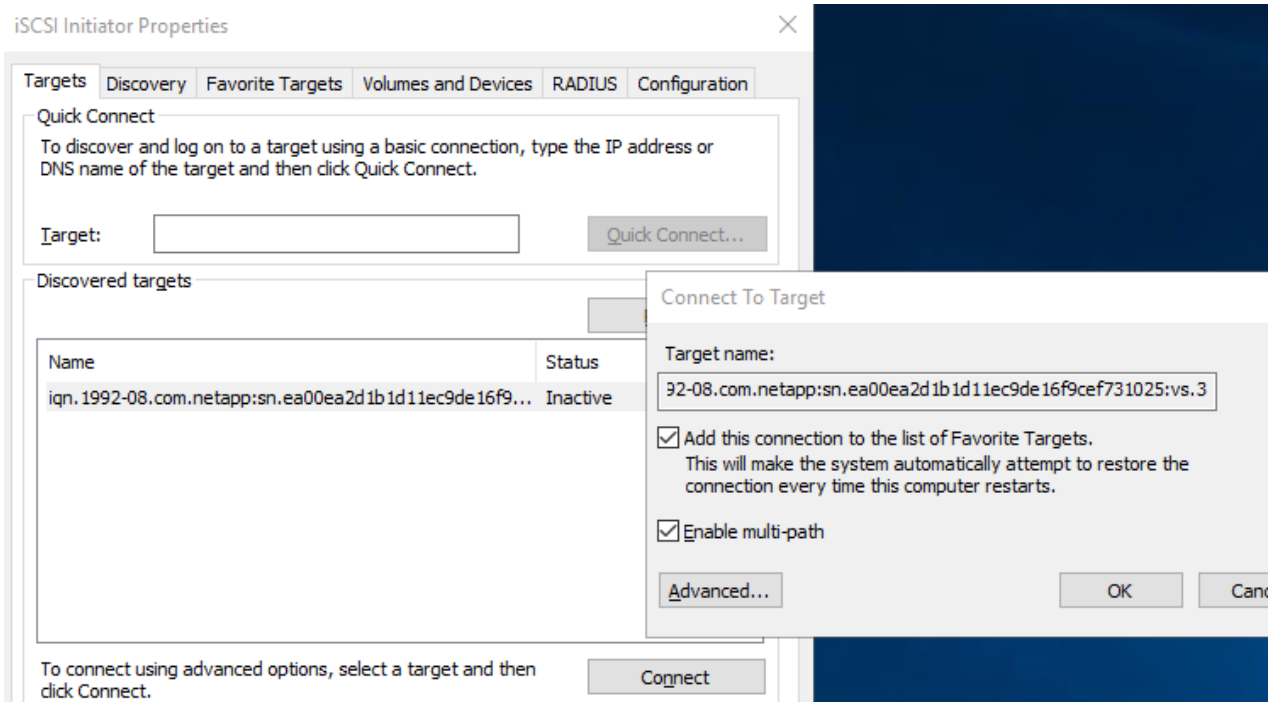 iSCSI Initiator Properties
Targets Discovery Favorite Targets Volumes and Devices RADIUS Configuration
Quick Connect
To discover and log on to a target using a basic connection, type the IP address or
DNS name of the target and then click Quick Connect.
Target:
Quick Connect...
Discovered targets
Name Status
iqn.1992-08.com.netapp:sn.ea00ea2d1b1d11ec9de16f9... Inactive
To connect using advanced options, select a target and then
click Connect.
Connect
Connect To Target
Target name:
92-08.com.netapp:sn.ea00ea2d1b1d11ec9de16f9cef731025:vs.3
Add this connection to the list of Favorite Targets.
This will make the system automatically attempt to restore the
connection every time this computer restarts.
Enable multi-path
Advanced... OK